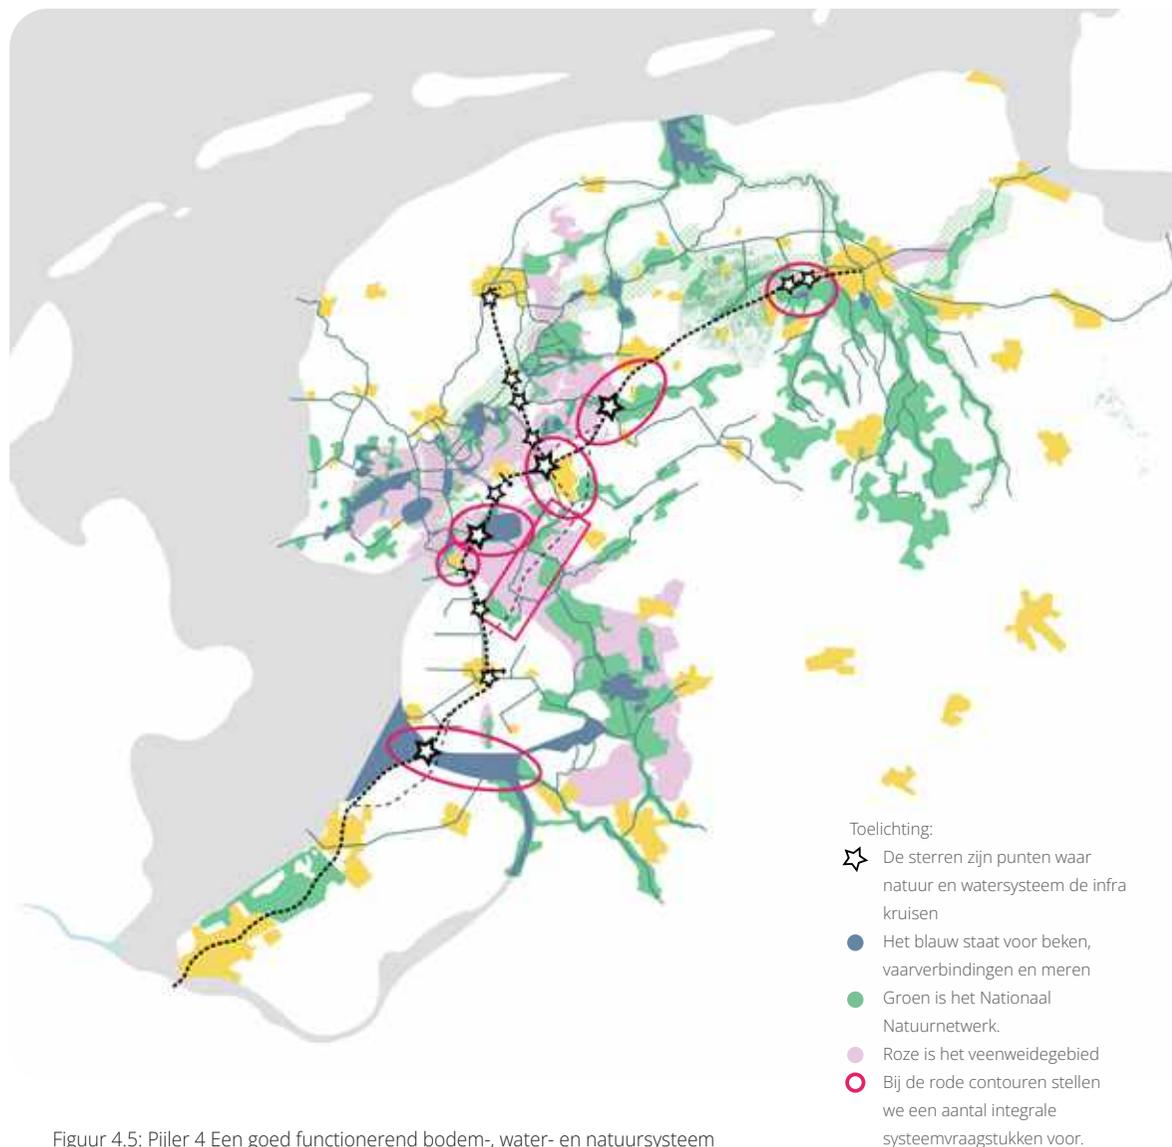 Toelichting:
De sterren zijn punten waar
natuur en watersysteem de infra
kruisen
Het blauw staat voor beken,
vaarverbindingen en meren
Groen is het Nationaal
Natuurnetwerk.
Roze is het veenweidegebied
Bij de rode contouren stellen
we een aantal integrale
systeemvraagstukken voor.
Figuur 4.5: Pijler 4 Een goed functionerend bodem-, water- en natuursysteem